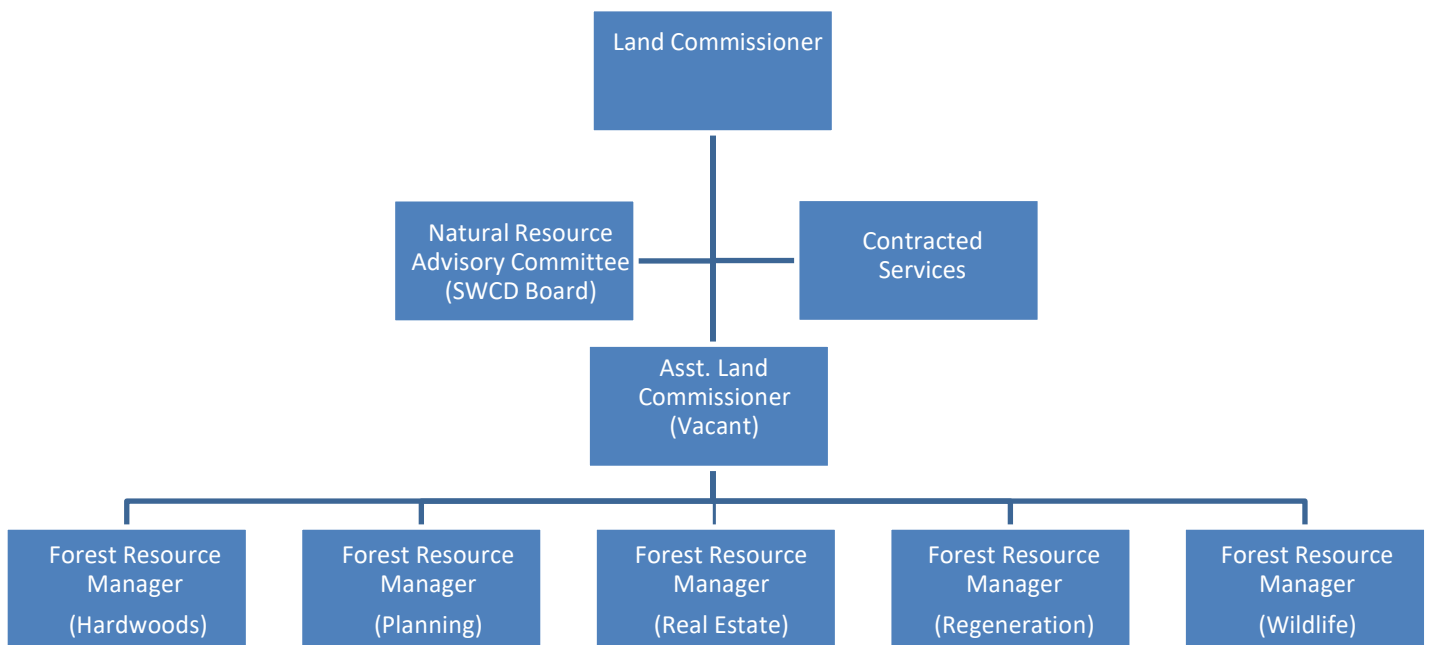 Land Commissioner
Natural Resource
Advisory Committee
(SWCD Board)
Contracted
Services
Asst. Land
Commissioner
(Vacant)
Forest Resource
Manager
(Hardwoods)
Forest Resource
Manager
(Planning)
Forest Resource
Manager
(Real Estate)
Forest Resource
Manager
(Regeneration)
Forest Resource
Manager
(Wildlife)